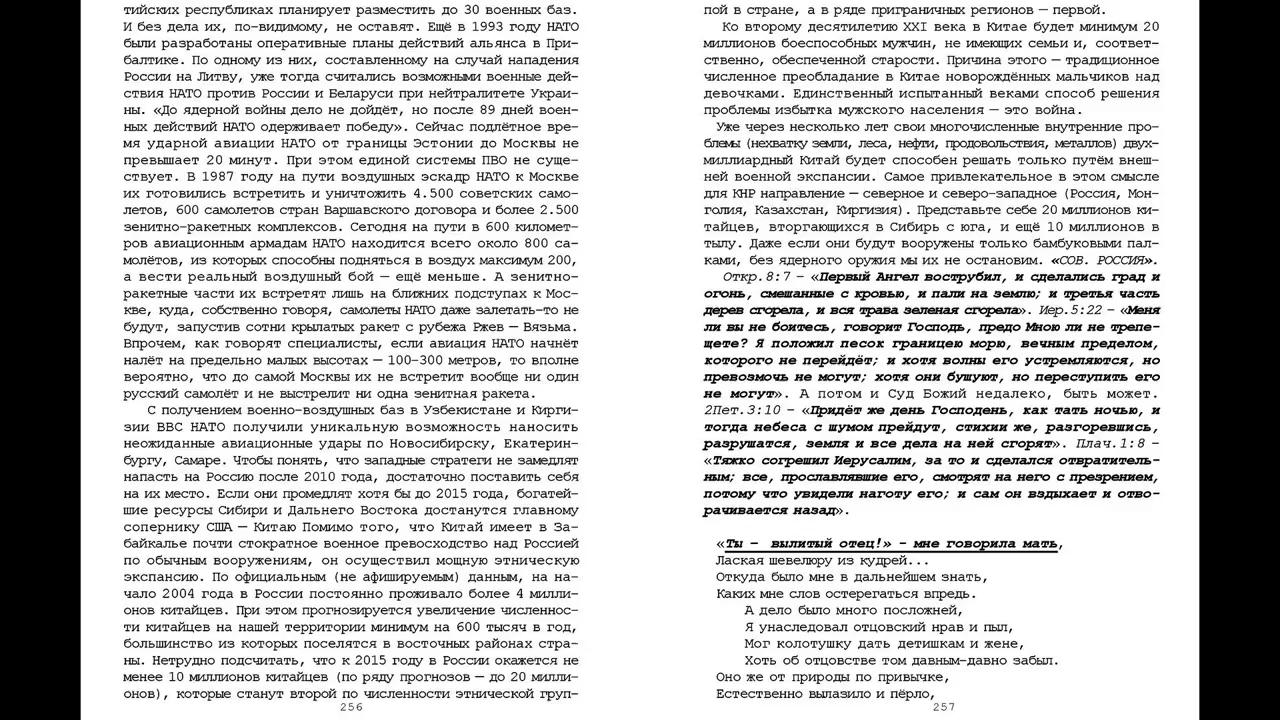 тийских республиках планирует разместить до 30 военных баз.
И без дела их, по-видимому, не оставят. Ещё в 1993 году НАТО
были разработаны оперативные планы действий альянса в При-
балтике. По одному из них, составленному на случай нападения
России на Литву, уже тогда считались возможными военные дей-
ствия НАТО против России и Беларуси при нейтралитете Украи-
ны. «До ядерной войны дело не дойдёт, но после 89 дней воен-
ных действий НАТО одерживает победу». Сейчас подлётное вре-
мя ударной авиации НАТО от границы Эстонии до Москвы не
превышает 20 минут. При этом единой системы ПВО не суще-
ствует. В 1987 году на пути воздушных эскадр НАТО к Москве
их готовились встретить и уничтожить 4.500 советских само-
летов, 600 самолетов стран Варшавского договора и более 2.500
зенитно-ракетных комплексов. Сегодня на пути в 600 километ-
ров авиационным армадам НАТО находится всего около 800 са-
молётов, из которых способны подняться в воздух максимум 200,
а вести реальный воздушный бой — ещё меньше. А зенитно-
ракетные части их встретят лишь на ближних подступах к Мос-
кве, куда, собственно говоря, самолеты НАТО даже залетать-то не
будут, запустив сотни крылатых ракет с рубежа Ржев — Вязьма.
Впрочем, как говорят специалисты, если авиация НАТО начнёт
налёт на предельно малых высотах — 100-300 метров, то вполне
вероятно, что до самой Москвы их не встретит вообще ни один
русский самолёт и не выстрелит ни одна зенитная ракета.
С получением военно-воздушных баз в Узбекистане и Кирги-
зии ВВС НАТО получили уникальную возможность наносить
неожиданные авиационные удары по Новосибирску, Екатерин-
бургу, Самаре. Чтобы понять, что западные стратеги не замедлят
напасть на Россию после 2010 года, достаточно поставить себя
на их место. Если они промедлят хотя бы до 2015 года, богатей-
шие ресурсы Сибири и Дальнего Востока достанутся главному
сопернику США — Китаю Помимо того, что Китай имеет в За-
байкалье почти стократное военное превосходство над Россией
по обычным вооружениям, он осуществил мощную этническую
экспансию. По официальным (не афишируемым) данным, на на-
чало 2004 года в России постоянно проживало более 4 милли-
онов китайцев. При этом прогнозируется увеличение численнос-
ти китайцев на нашей территории минимум на 600 тысяч в год,
большинство из которых поселятся в восточных районах стра-
ны. Нетрудно подсчитать, что к 2015 году в России окажется не
менее 10 миллионов китайцев (по ряду прогнозов — до 20 милли-
онов), которые станут второй по численности этнической груп-
256
пой в стране, а в ряде приграничных регионов — первой.
Ко второму десятилетию XXI века в Китае будет минимум 20
миллионов боеспособных мужчин, не имеющих семьи и, соответ-
ственно, обеспеченной старости. Причина этого — традиционное
численное преобладание в Китае новорождённых мальчиков над
девочками. Единственный испытанный веками способ решения
проблемы избытка мужского населения — это война.
Уже через несколько лет свои многочисленные внутренние про-
блемы (нехватку земли, леса, нефти, продовольствия, металлов) двух-
миллиардный Китай будет способен решать только путём внеш-
ней военной экспансии. Самое привлекательное в этом смысле
для КНР направление — северное и северо-западное (Россия, Мон-
голия, Казахстан, Киргизия). Представьте себе 20 миллионов ки-
тайцев, вторгающихся в Сибирь с юга, и ещё 10 миллионов в
тылу. Даже если они будут вооружены только бамбуковыми пал-
ками, без ядерного оружия мы их не остановим. «СОВ. РОССИЯ».
Откр.8:7 – «Первый Ангел вострубил, и сделались град и
огонь, смешанные с кровью, и пали на землю; и третья часть
дерев сгорела, и вся трава зеленая сгорела». Иер.5:22 – «Меня
ли вы не боитесь, говорит Господь, предо Мною ли не трепе-
щете? Я положил песок границею морю, вечным пределом,
которого не перейдёт; и хотя волны его устремляются, но
превозмочь не могут; хотя они бушуют, но переступить его
не могут». А потом и Суд Божий недалеко, быть может.
2Пет.3:10 – «Придёт же день Господень, как тать ночью, и
тогда небеса с шумом прейдут, стихии же, разгоревшись,
разрушатся, земля и все дела на ней сгорят». Плач.1:8 –
«Тяжко согрешил Иерусалим, за то и сделался отвратитель-
ным; все, прославлявшие его, смотрят на него с презрением,
потому что увидели наготу его; и сам он вздыхает и отво-
рачивается назад».
«Ты – вылитый отец!» - мне говорила мать,
Лаская шевелюру из кудрей...
Откуда было мне в дальнейшем знать,
Каких мне слов остерегаться впредь.
А дело было много посложней,
Я унаследовал отцовский нрав и пыл,
Мог колотушку дать детишкам и жене,
Хоть об отцовстве том давным-давно забыл.
Оно же от природы по привычке,
Естественно вылазило и пёрло,
257